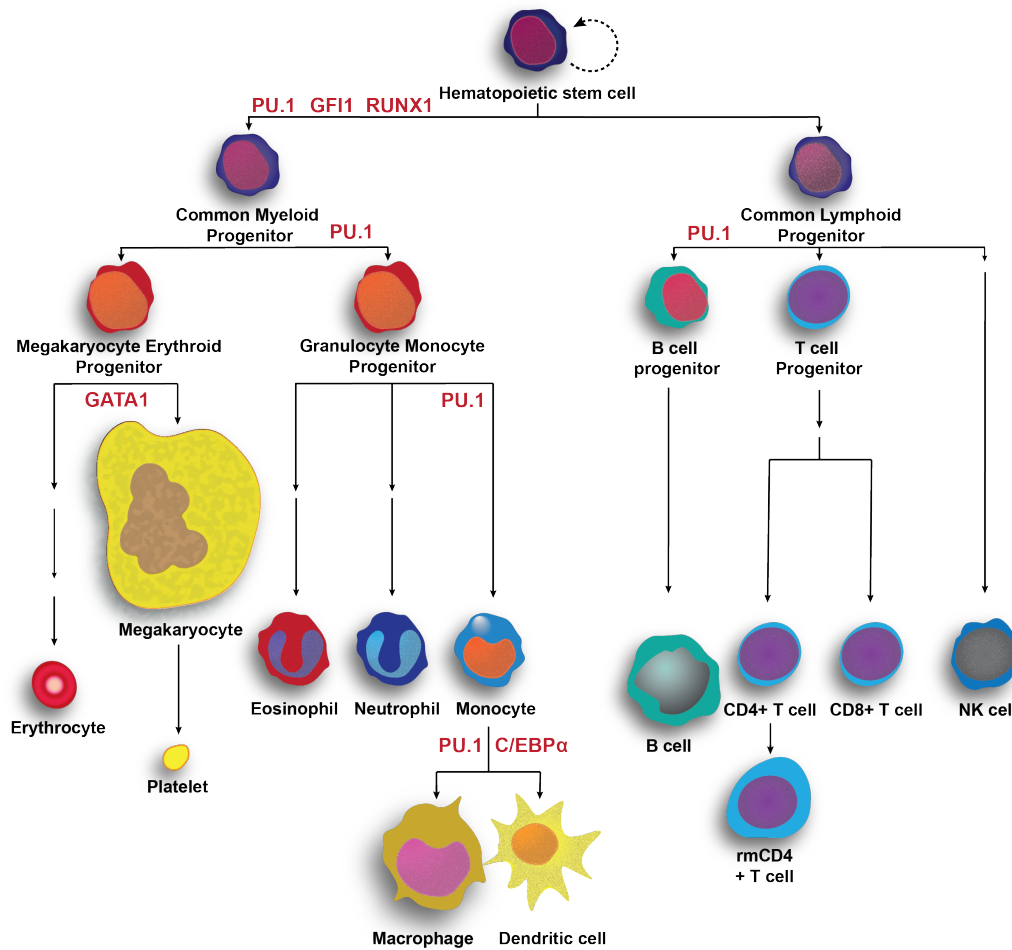 Hematopoietic stem cell
PU.1 GFI1 RUNX1
Common Myeloid
Progenitor
Common Lymphoid
Progenitor
PU.1
PU.1
Megakaryocyte Erythroid
Progenitor
Granulocyte Monocyte
Progenitor
B cell
progenitor
T cell
Progenitor
GATA1
PU.1
Megakaryocyte
Erythrocyte
Platelet
Eosinophil
Neutrophil
Monocyte
B cell
CD4+ T cell
CD8+ T cell
NK cel
PU.1 C/EBPα
rmCD4
+ T cell
Macrophage
Dendritic cell